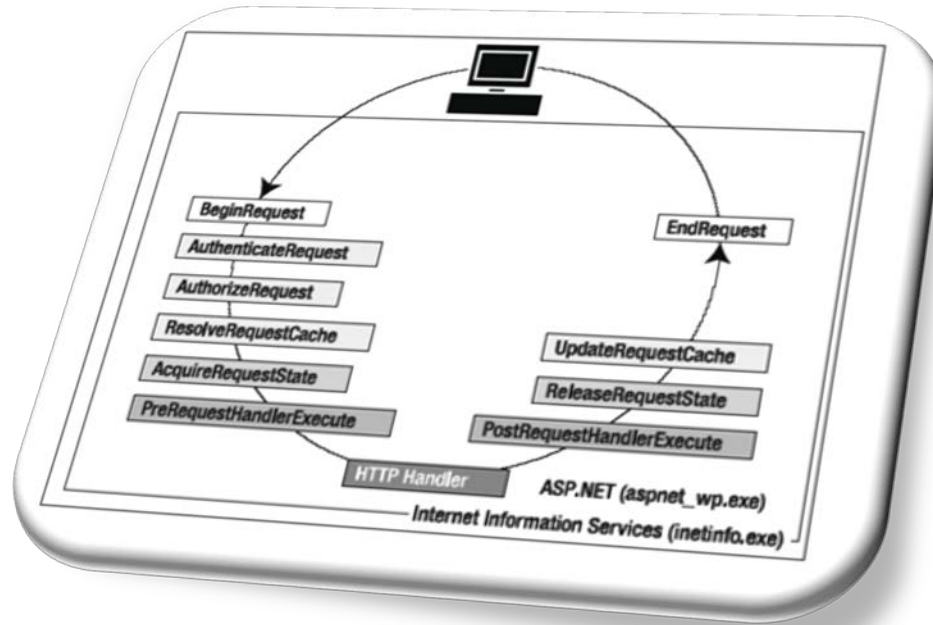 BeginRequest
AuthenticateRequest
AuthorizeRequest
ResolveRequestCache
AcquireRequestState
PreRequestHandlerExecute
HTTP Handler
EndRequest
UpdateRequestCache
ReleaseRequestState
PostRequestHandlerExecute
ASP.NET (aspnet_wp.exe)
Internet Information Services (inetinfo.exe)